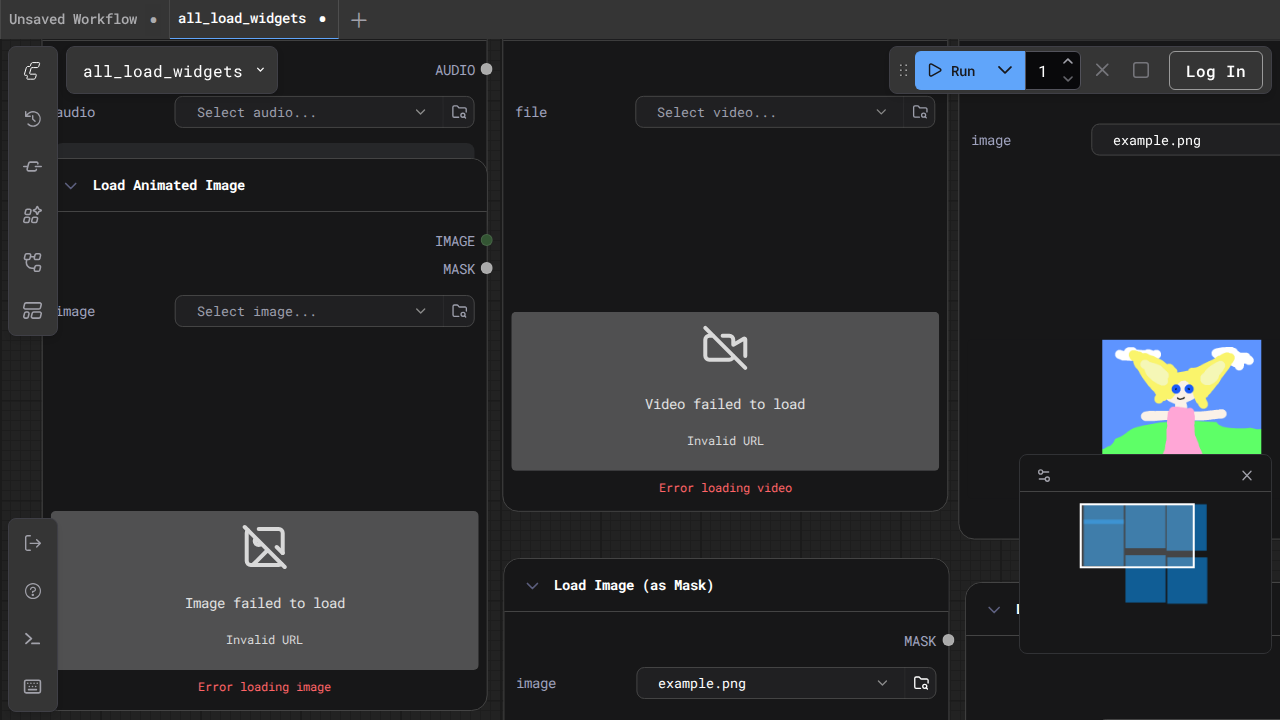 Unsaved Workflow
all_load_widgets
all_load_widgets
Run
1
Log In
AUDIO
audio
Select audio...
Load Animated Image
IMAGE
MASK
image
Select image...
Image failed to load
Invalid URL
Error loading image
file
Select video...
Video failed to load
Invalid URL
Error loading video
Load Image (as Mask)
MASK
image
example.png
image
example.png